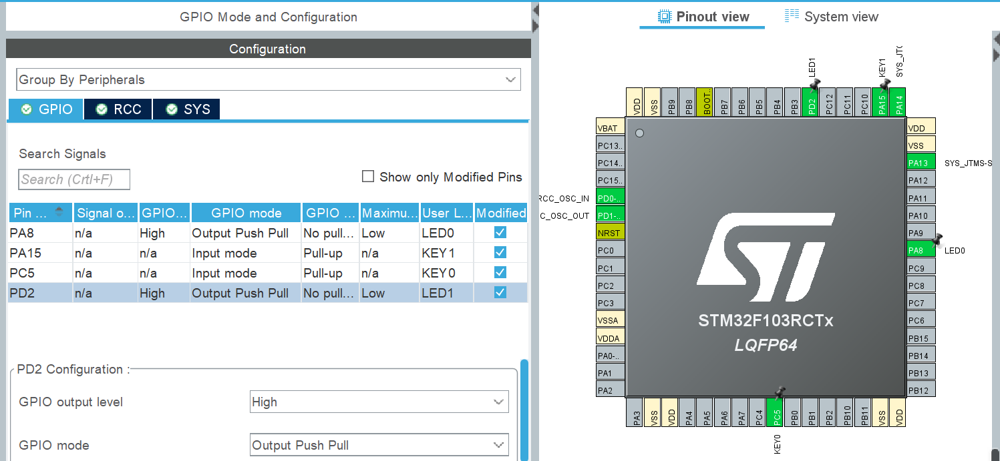 GPIO Mode and Configuration
Configuration
Group By Peripherals
GPIO RCC SYS
Search Signals
Search (CrtI+F)
Show only Modified Pins
Pin ... Signal o... GPIO... GPIO mode GPIO ... Maximu... User L... Modified
PA8 n/a High Output Push Pull No pull... Low LED0
PA15 n/a n/a Input mode Pull-up n/a KEY1
PC5 n/a n/a Input mode Pull-up n/a KEY0
PD2 n/a High Output Push Pull No pull... Low LED1
PD2 Configuration :
GPIO output level High
GPIO mode Output Push Pull
Pinout view System view
LED1 KEY1 SYS_JT
VDD VSS PB9 PB8 BOOT.. PB7 PB6 PB5 PB4 PB3 PD2 PC12 PC11 PC10 PA15 PA14
VBAT
PC13..
PC14..
PC15..
RCC_OSC_IN PD0-..
C_OSC_OUT PD1-..
NRST
PC0
PC1
PC2
PC3
VSSA
VDDA
PA0-..
PA1
PA2
STM32F103RCTx
LQFP64
VDD
VSS
PA13 SYS_JTMS-S
PA12
PA11
PA10
PA9
PA8 LED0
PC9
PC8
PC7
PC6
PB15
PB14
PB13
PB12
PA3 VSS VDD PA4 PA5 PA6 PA7 PC4 PC5 PB0 PB1 PB2 PB10 PB11 VSS VDD
KEY0